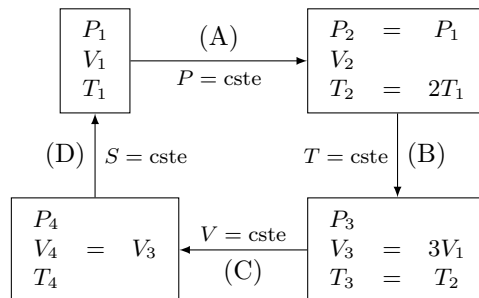 P₁
V₁
T₁
(A)
P = cste
P₂ = P₁
V₂
T₂ = 2T₁
(D)
S = cste
T = cste
(B)
P₄
V₄ = V₃
T₄
V = cste
(C)
P₃
V₃ = 3V₁
T₃ = T₂